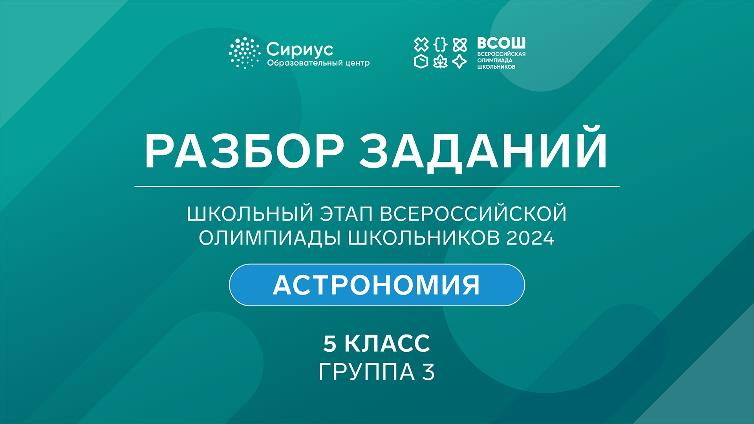 Сириус
Образовательный центр
ВСОШ
ВСЕРОССИЙСКАЯ
ОЛИМПИАДА
ШКОЛЬНИКОВ
РАЗБОР ЗАДАНИЙ
ШКОЛЬНЫЙ ЭТАП ВСЕРОССИЙСКОЙ
ОЛИМПИАДЫ ШКОЛЬНИКОВ 2024
АСТРОНОМИЯ
5 КЛАСС
ГРУППА 3